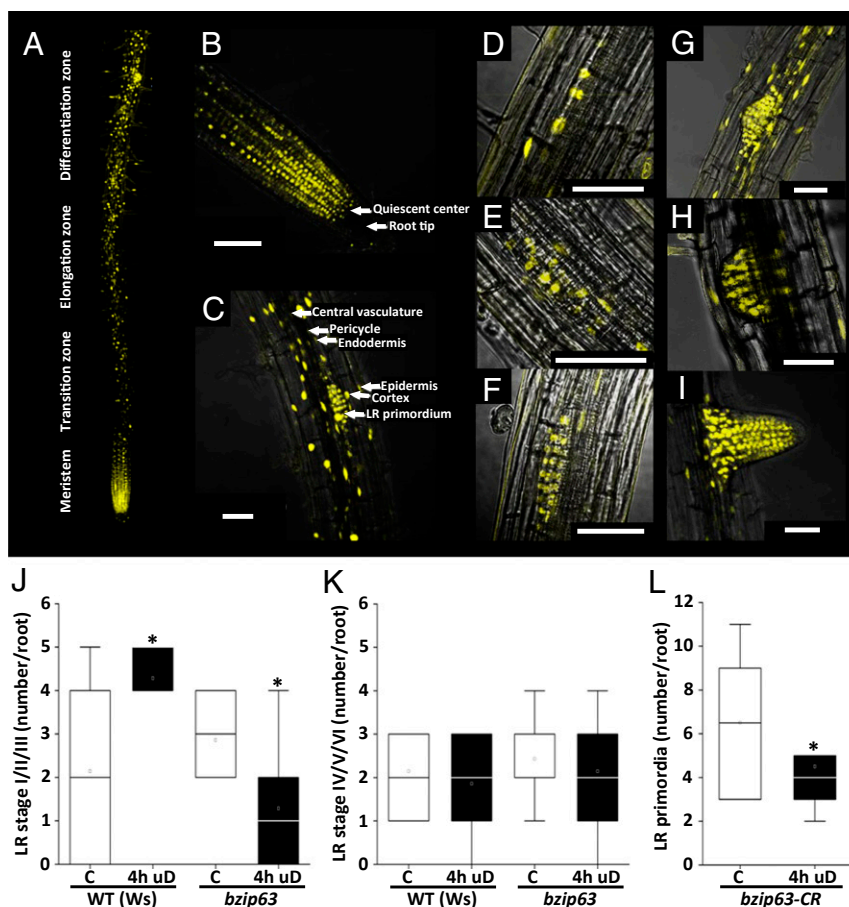 A
B
D
G
Differentiation zone
Elongation zone
Transition zone
Meristem
Quiescent center
Root tip
C
Central vasculature
Pericycle
Endodermis
Epidermis
Cortex
LR primordium
E
H
F
I
J
LR stage I/II/III (number/root)
6
5
4
3
2
1
0
*
*
C
4h uD
C
4h uD
WT (Ws)
bzip63
K
LR stage IV/V/VI (number/root)
6
5
4
3
2
1
0
C
4h uD
C
4h uD
WT (Ws)
bzip63
L
LR primordia (number/root)
12
10
8
6
4
2
0
*
C
4h uD
bzip63-CR